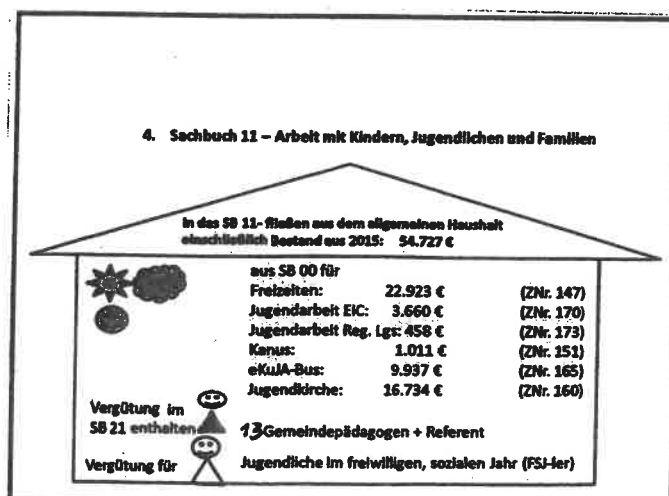 4. Sachbuch 11 – Arbeit mit Kindern, Jugendlichen und Familien
In das SB 11- fließen aus dem allgemeinen Haushalt
einschließlich Bestand aus 2015: 54.727 €
aus SB 00 für
Freizeiten: 22.923 € (ZNr. 147)
Jugendarbeit EiC: 3.660 € (ZNr. 170)
Jugendarbeit Reg. Lgs: 458 € (ZNr. 173)
Kanus: 1.011 € (ZNr. 151)
eKuJA-Bus: 9.937 € (ZNr. 165)
Jugendkirche: 16.734 € (ZNr. 160)
Vergütung im
SB 21 enthalten 13 Gemeindepädagogen + Referent
Vergütung für Jugendliche im freiwilligen, sozialen Jahr (FSJ-ler)